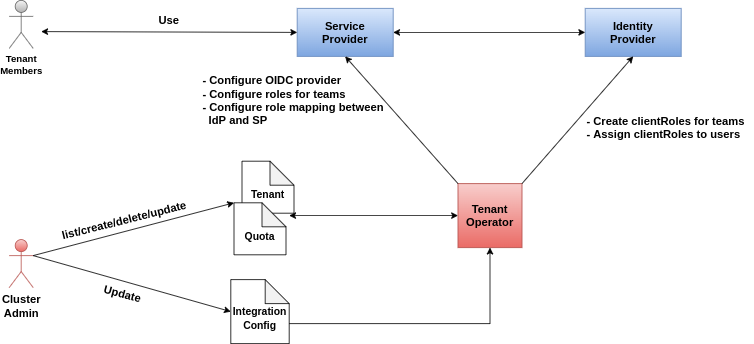 Use
Service
Provider
Identity
Provider
Tenant
Members
- Configure OIDC provider
- Configure roles for teams
- Configure role mapping between
IdP and SP
- Create clientRoles for teams
- Assign clientRoles to users
Tenant
Quota
Tenant
Operator
list/create/delete/update
Cluster
Admin
Update
Integration
Config